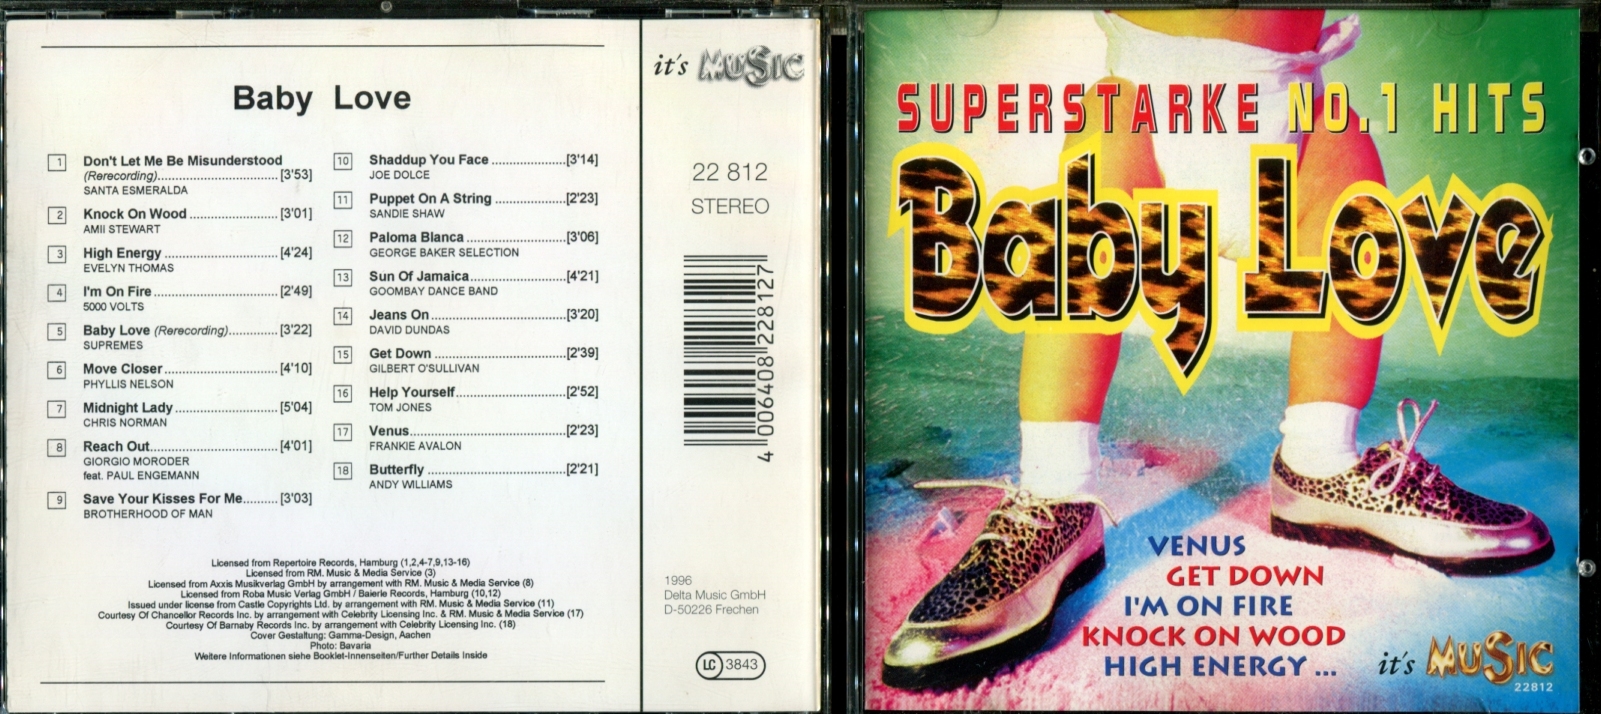 Baby Love
1 Don't Let Me Be Misunderstood
(Rerecording)............................... [3'53]
SANTA ESMERALDA
2 Knock On Wood ...................... [3'01]
AMII STEWART
3 High Energy ............................. [4'24]
EVELYN THOMAS
4 I'm On Fire ............................... [2'49]
5000 VOLTS
5 Baby Love (Rerecording)............ [3'22]
SUPREMES
6 Move Closer ............................. [4'10]
PHYLLIS NELSON
7 Midnight Lady .......................... [5'04]
CHRIS NORMAN
8 Reach Out................................. [4'01]
GIORGIO MORODER
feat. PAUL ENGEMANN
9 Save Your Kisses For Me.......... [3'03]
BROTHERHOOD OF MAN
10 Shaddup You Face ..................[3'14]
JOE DOLCE
11 Puppet On A String .................[2'23]
SANDIE SHAW
12 Paloma Blanca ........................[3'06]
GEORGE BAKER SELECTION
13 Sun Of Jamaica........................[4'21]
GOOMBAY DANCE BAND
14 Jeans On..................................[3'20]
DAVID DUNDAS
15 Get Down ................................[2'39]
GILBERT O'SULLIVAN
16 Help Yourself...........................[2'52]
TOM JONES
17 Venus.......................................[2'23]
FRANKIE AVALON
18 Butterfly ..................................[2'21]
ANDY WILLIAMS
Licensed from Repertoire Records, Hamburg (1,2,4-7,9,13-16)
Licensed from RM. Music & Media Service (3)
Licensed from Axxis Musikverlag GmbH by arrangement with RM. Music & Media Service (8)
Licensed from Roba Music Verlag GmbH / Baierle Records, Hamburg (10,12)
Issued under license from Castle Copyrights Ltd. by arrangement with RM. Music & Media Service (11)
Courtesy Of Chancellor Records Inc. by arrangement with Celebrity Licensing Inc. & RM. Music & Media Service (17)
Courtesy Of Barnaby Records Inc. by arrangement with Celebrity Licensing Inc. (18)
Cover Gestaltung: Gamma-Design, Aachen
Photo: Bavaria
Weitere Informationen siehe Booklet-Innenseiten/Further Details Inside
it's MUSIC
22 812
STEREO
4 006408 228127
1996
Delta Music GmbH
D-50226 Frechen
LC 3843
SUPERSTARKE NO.1 HITS
Baby Love
VENUS
GET DOWN
I'M ON FIRE
KNOCK ON WOOD
HIGH ENERGY ...
it's MUSIC
22812